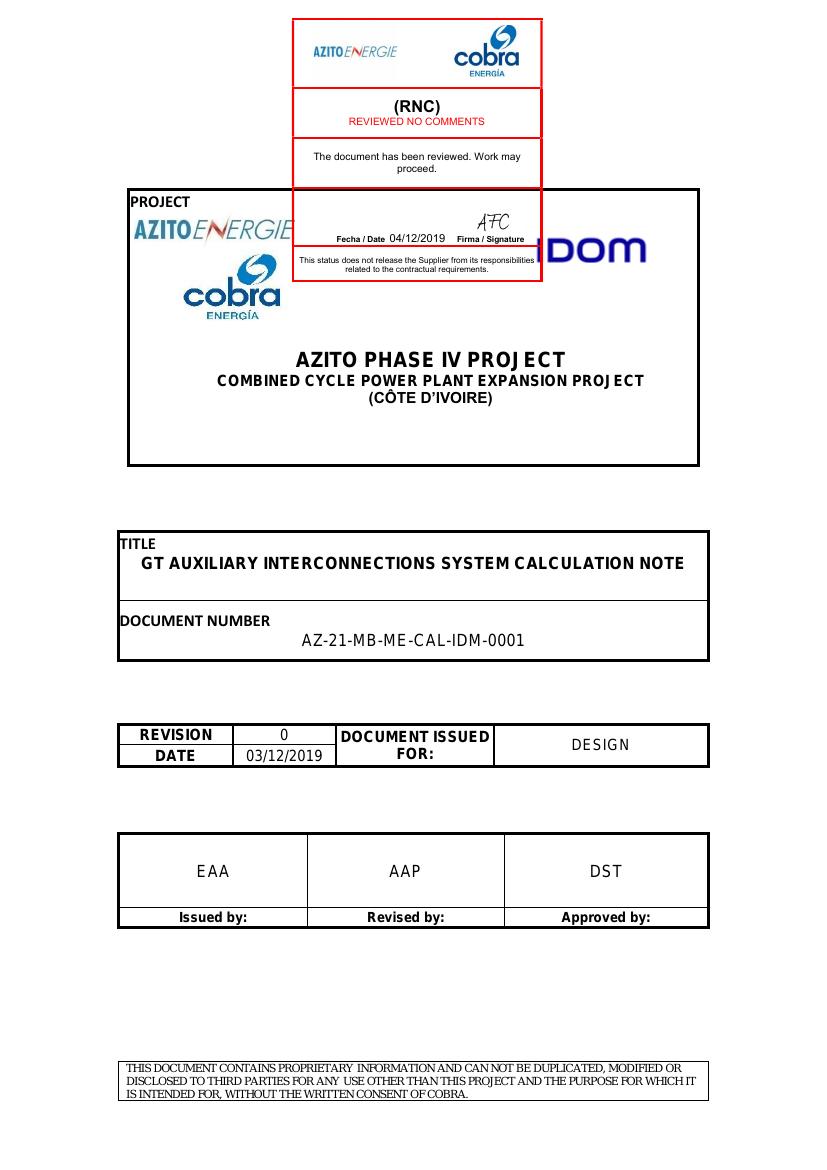 AZITO ENERGIE
cobra
ENERGÍA
(RNC)
REVIEWED NO COMMENTS
The document has been reviewed. Work may
proceed.
AFC
Fecha / Date 04/12/2019 Firma / Signature
This status does not release the Supplier from its responsibilities
related to the contractual requirements.
PROJECT
AZITO ENERGIE
cobra
ENERGÍA
IDOM
AZITO PHASE IV PROJECT
COMBINED CYCLE POWER PLANT EXPANSION PROJECT
(CÔTE D’IVOIRE)
TITLE
GT AUXILIARY INTERCONNECTIONS SYSTEM CALCULATION NOTE
DOCUMENT NUMBER
AZ-21-MB-ME-CAL-IDM-0001
REVISION 0
DATE 03/12/2019
DOCUMENT ISSUED
FOR:
DESIGN
EAA AAP DST
Issued by: Revised by: Approved by:
THIS DOCUMENT CONTAINS PROPRIETARY INFORMATION AND CAN NOT BE DUPLICATED, MODIFIED OR
DISCLOSED TO THIRD PARTIES FOR ANY USE OTHER THAN THIS PROJECT AND THE PURPOSE FOR WHICH IT
IS INTENDED FOR, WITHOUT THE WRITTEN CONSENT OF COBRA.